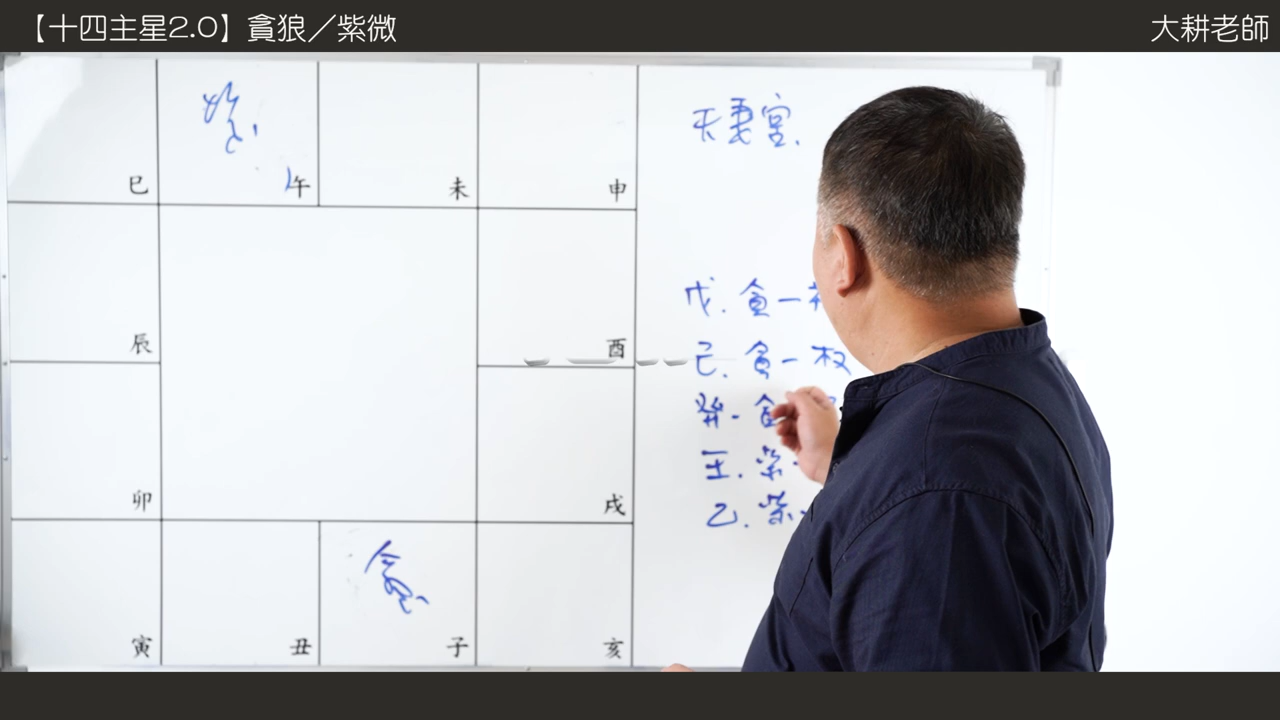 【十四主星2.0】貪狼／紫微
大耕老師
巳
午
未
申
夫妻宮.
辰
酉
戊. 貪一
己. 貪一权
癸-貪
卯
戌
壬. 紫-
乙. 紫-
寅
丑
貪
子
亥